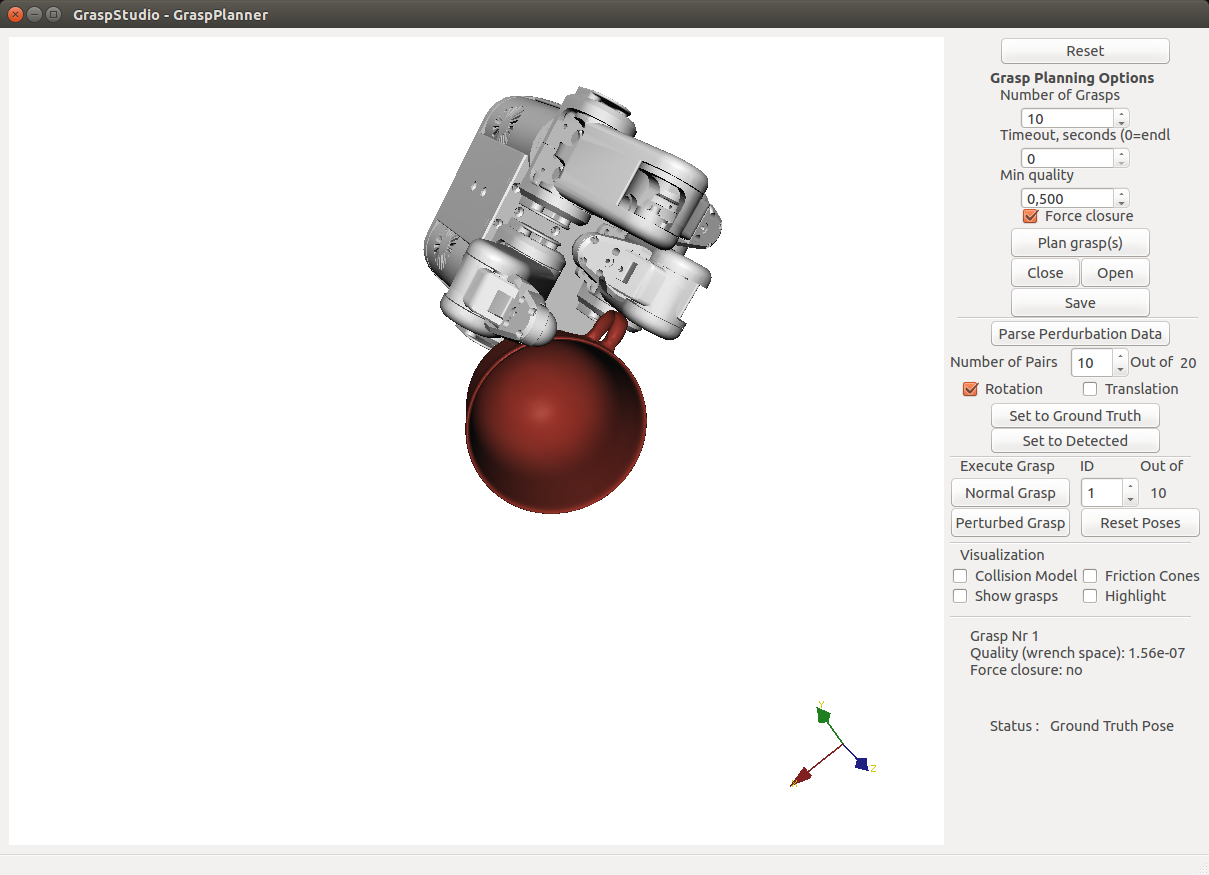 GraspStudio - GraspPlanner
Reset
Grasp Planning Options
Number of Grasps
10
Timeout, seconds (0=endl
0
Min quality
0,500
Force closure
Plan grasp(s)
Close Open
Save
Parse Perdurbation Data
Number of Pairs 10 Out of 20
Rotation Translation
Set to Ground Truth
Set to Detected
Execute Grasp ID Out of
Normal Grasp 1 10
Perturbed Grasp Reset Poses
Visualization
Collision Model Friction Cones
Show grasps Highlight
Grasp Nr 1
Quality (wrench space): 1.56e-07
Force closure: no
Status : Ground Truth Pose
Y
Z